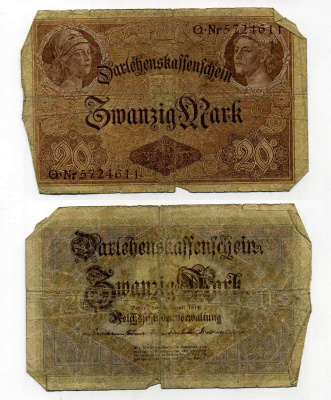 Q·Nr 5724611
Darlehenskassenschein
Zwanzig Mark
20 20
Q·Nr 5724611
Darlehenskassenschein.
Zwanzig Mark.
Reichsschuldenverwaltung